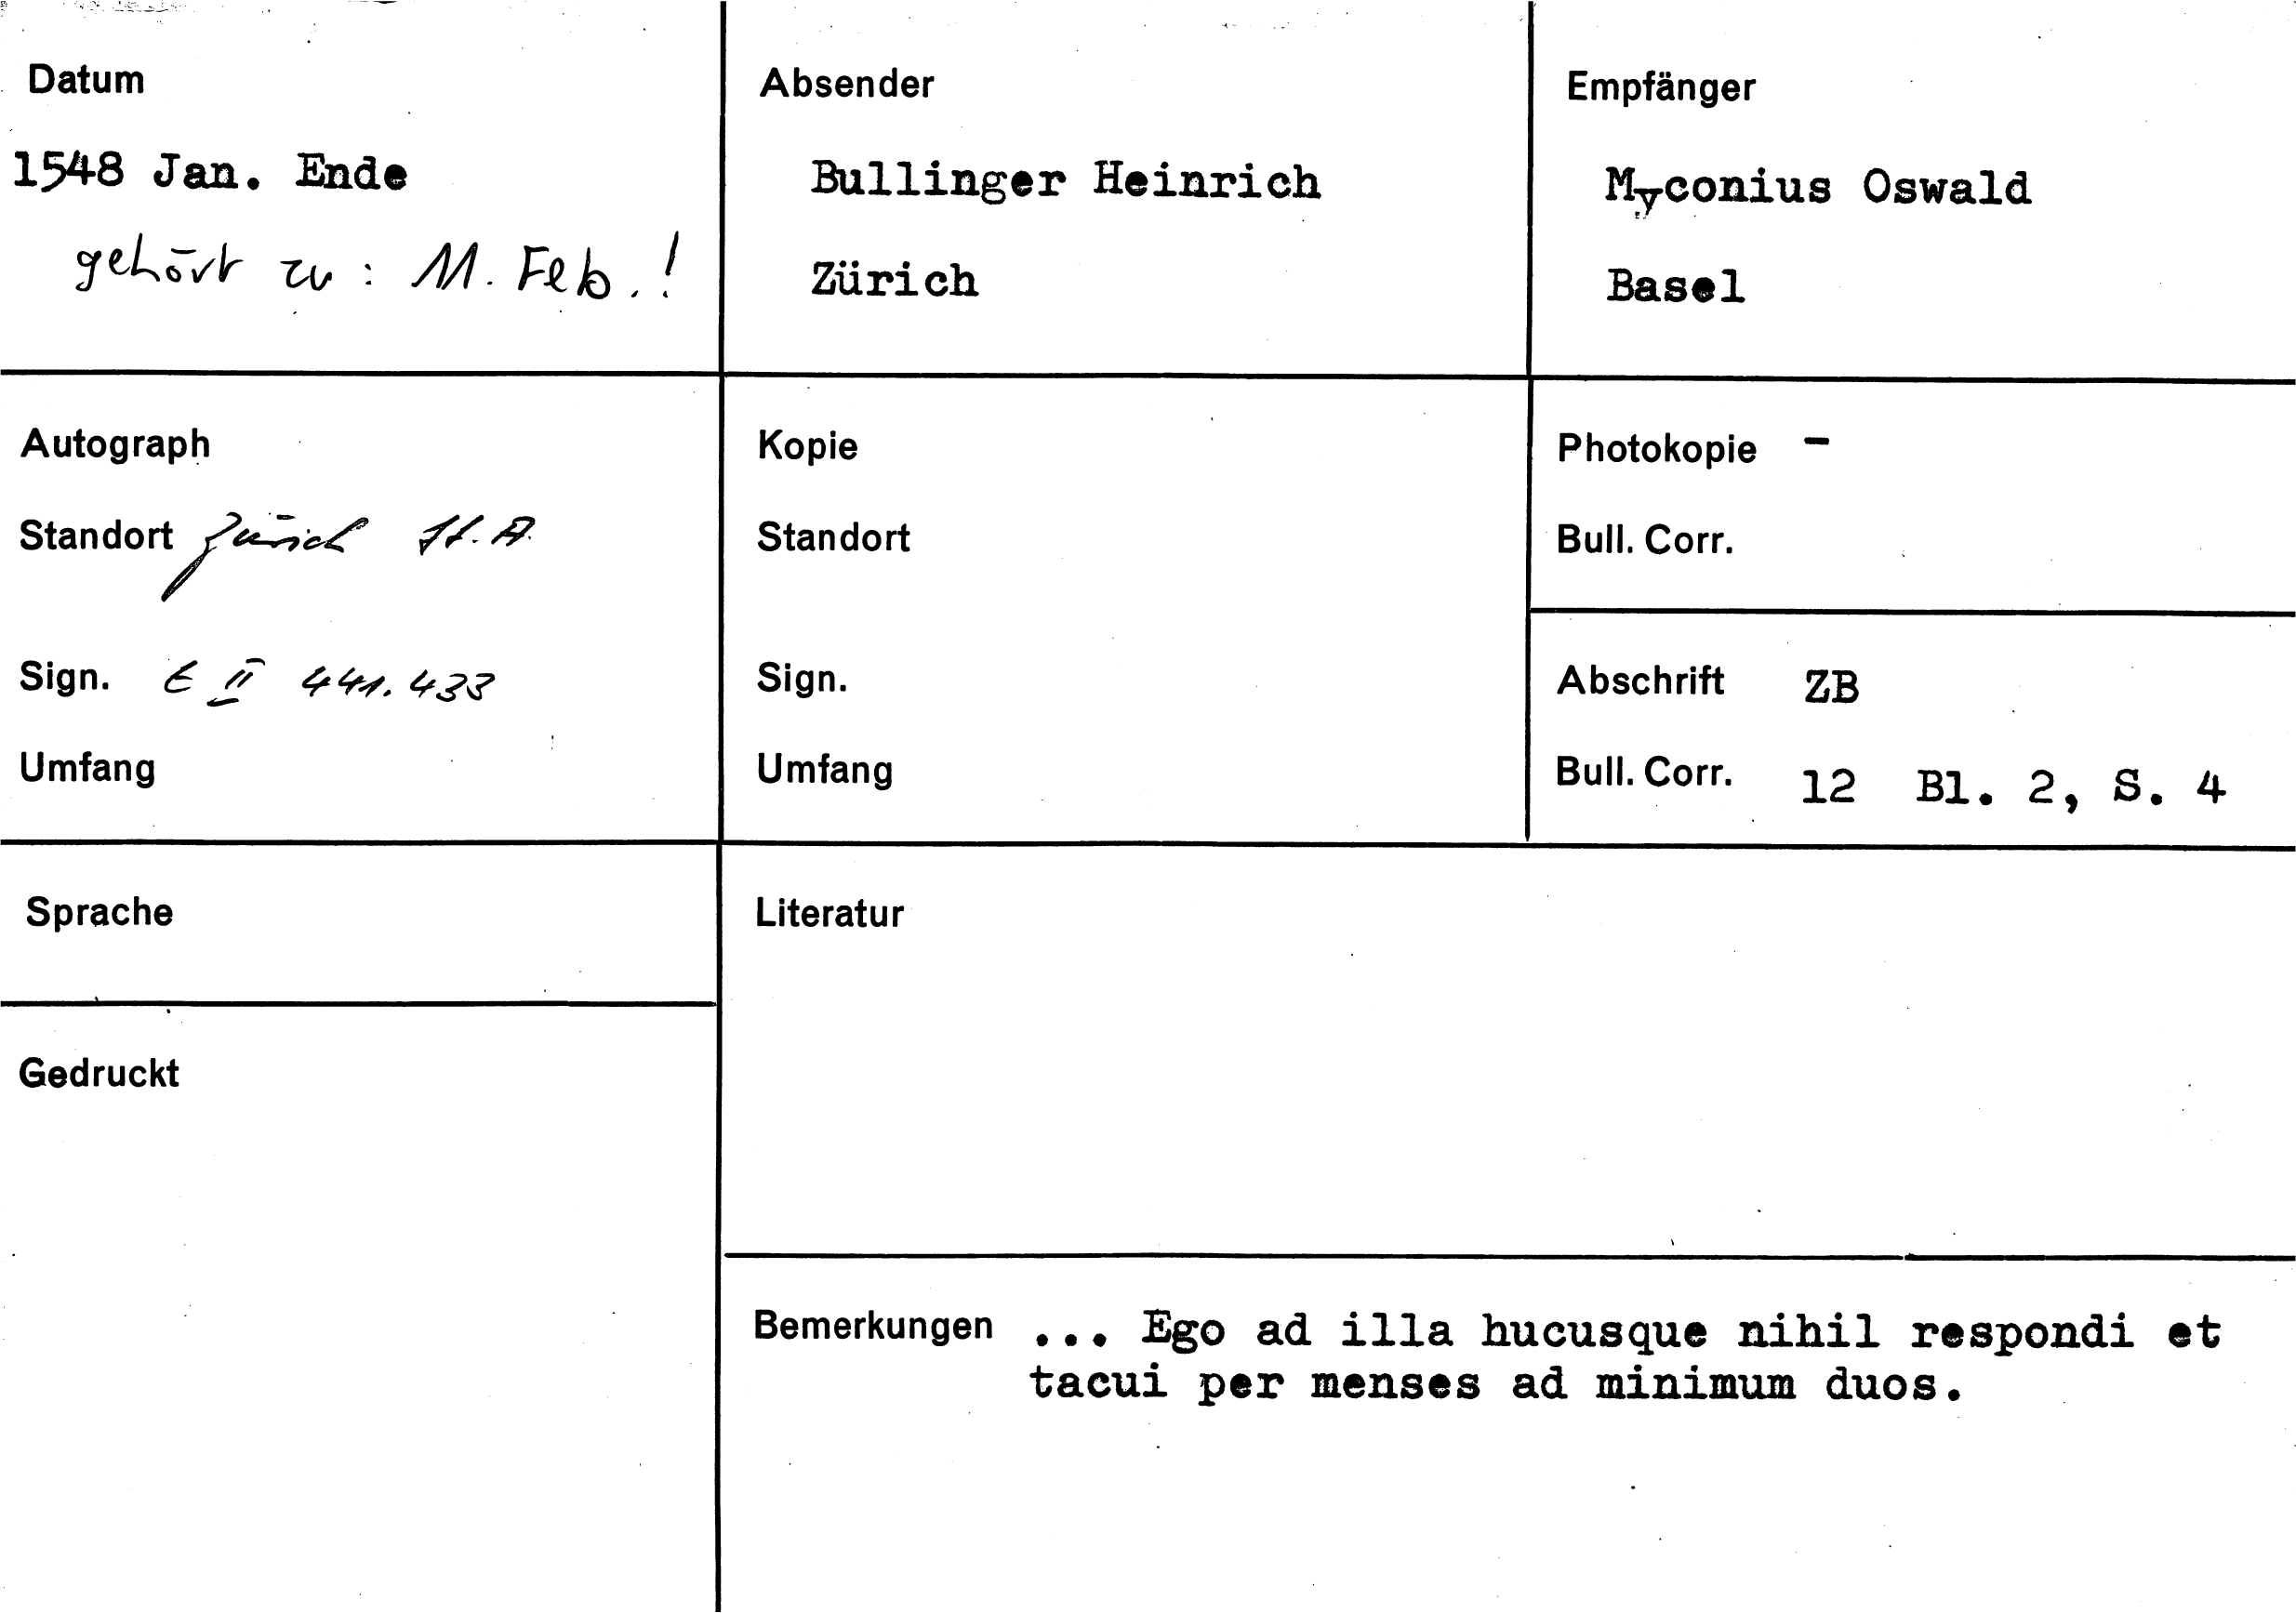 Datum
1548 Jan. Ende
gehört zu : 11. Feb.!
Absender
Bullinger Heinrich
Zürich
Empfänger
Myconius Oswald
Basel
Autograph
Standort Zürich St. A.
Sign. E II 441.433
Umfang
Kopie
Standort
Sign.
Umfang
Photokopie -
Bull. Corr.
Abschrift ZB
Bull. Corr. 12 Bl. 2, S. 4
Sprache
Gedruckt
Literatur
Bemerkungen ... Ego ad illa hucusque nihil respondi et
tacui per menses ad minimum duos.